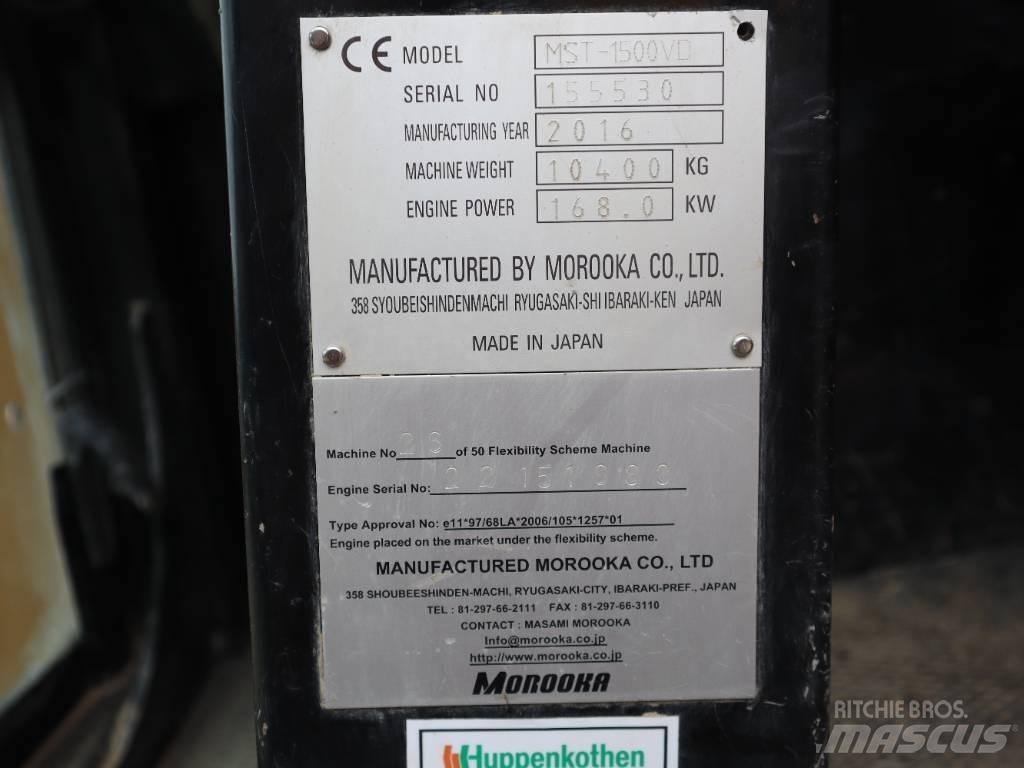 CE MODEL MST-1500VD
SERIAL NO 155530
MANUFACTURING YEAR 2016
MACHINE WEIGHT 10400 KG
ENGINE POWER 168.0 KW
MANUFACTURED BY MOROOKA CO., LTD.
358 SYOUBEISHINDENMACHI RYUGASAKI-SHI IBARAKI-KEN JAPAN
MADE IN JAPAN
Machine No of 50 Flexibility Scheme Machine
Engine Serial No:
Type Approval No: e11*97/68LA*2006/105*1257*01
Engine placed on the market under the flexibility scheme.
MANUFACTURED MOROOKA CO., LTD
358 SHOUBEESHINDEN-MACHI, RYUGASAKI-CITY, IBARAKI-PREF., JAPAN
TEL : 81-297-66-2111 FAX : 81-297-66-3110
CONTACT : MASAMI MOROOKA
Info@morooka.co.jp
http://www.morooka.co.jp
MOROOKA
Huppenkothen
RITCHIE BROS.
MASCUS